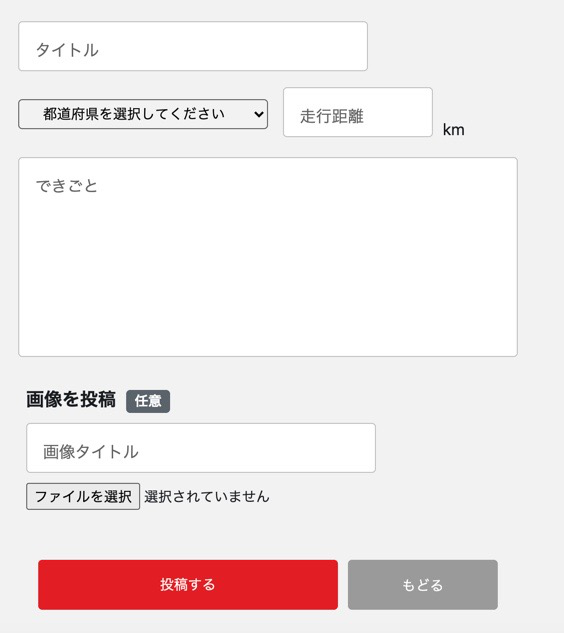 タイトル
都道府県を選択してください 走行距離 km
できごと
画像を投稿 任意
画像タイトル
ファイルを選択 選択されていません
投稿する もどる